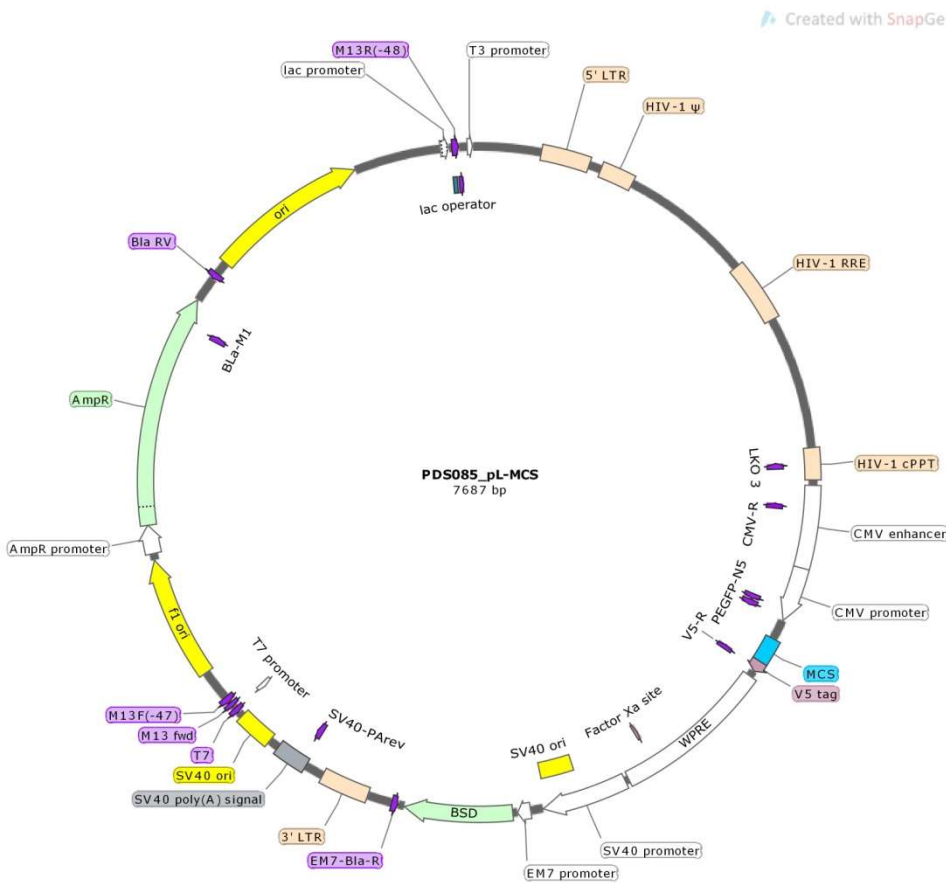 Created with SnapGe
M13R(-48)
T3 promoter
lac promoter
5' LTR
HIV-1 ψ
lac operator
ori
Bla RV
HIV-1 RRE
BLa-M1
AmpR
LKO 3
HIV-1 cPPT
PDS085_pL-MCS
7687 bp
CMV-R
CMV enhancer
AmpR promoter
PEGFP-N5
CMV promoter
f1 ori
V5-R
MCS
T7 promoter
V5 tag
M13F(-47)
M13 fwd
SV40-PArev
Factor Xa site
WPRE
T7
SV40 ori
SV40 ori
SV40 poly(A) signal
BSD
3' LTR
SV40 promoter
EM7-Bla-R
EM7 promoter